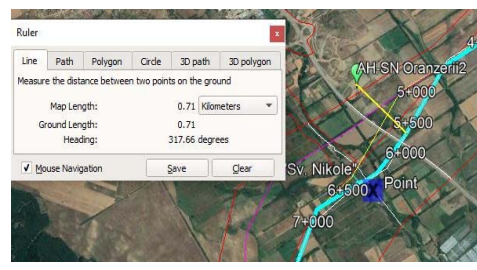 Ruler
x
Line Path Polygon Circle 3D path 3D polygon
Measure the distance between two points on the ground
Map Length: 0.71 Kilometers
Ground Length: 0.71
Heading: 317.66 degrees
Mouse Navigation Save Clear
4
AH SN Oranzerii2
5+000
5+500
6+000
"Sv. Nikole"
6+500
Point
7+000